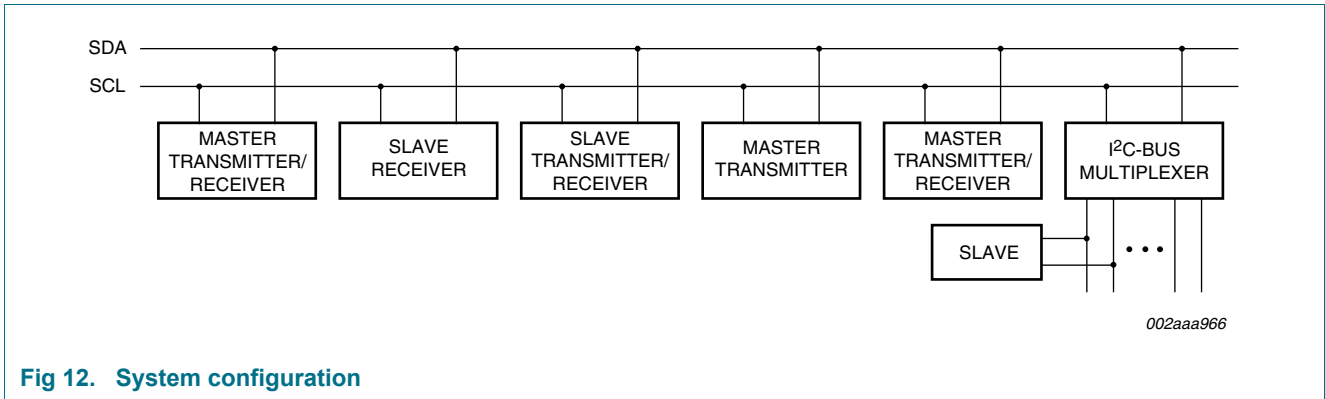 SDA
SCL
MASTER
TRANSMITTER/
RECEIVER
SLAVE
RECEIVER
SLAVE
TRANSMITTER/
RECEIVER
MASTER
TRANSMITTER
MASTER
TRANSMITTER/
RECEIVER
I²C-BUS
MULTIPLEXER
SLAVE
002aaa966
Fig 12. System configuration